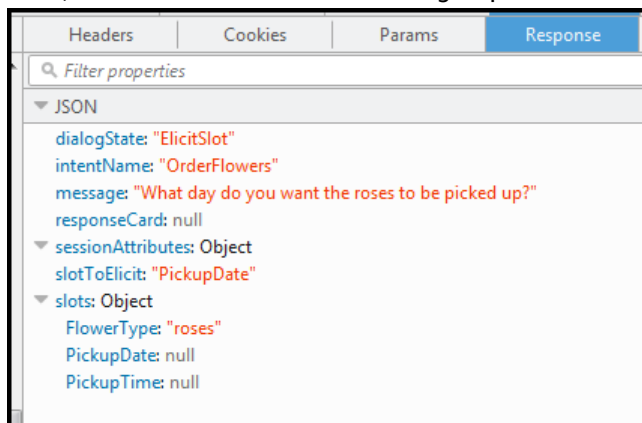 Headers Cookies Params Response
Filter properties
JSON
dialogState: "ElicitSlot"
intentName: "OrderFlowers"
message: "What day do you want the roses to be picked up?"
responseCard: null
sessionAttributes: Object
slotToElicit: "PickupDate"
slots: Object
FlowerType: "roses"
PickupDate: null
PickupTime: null